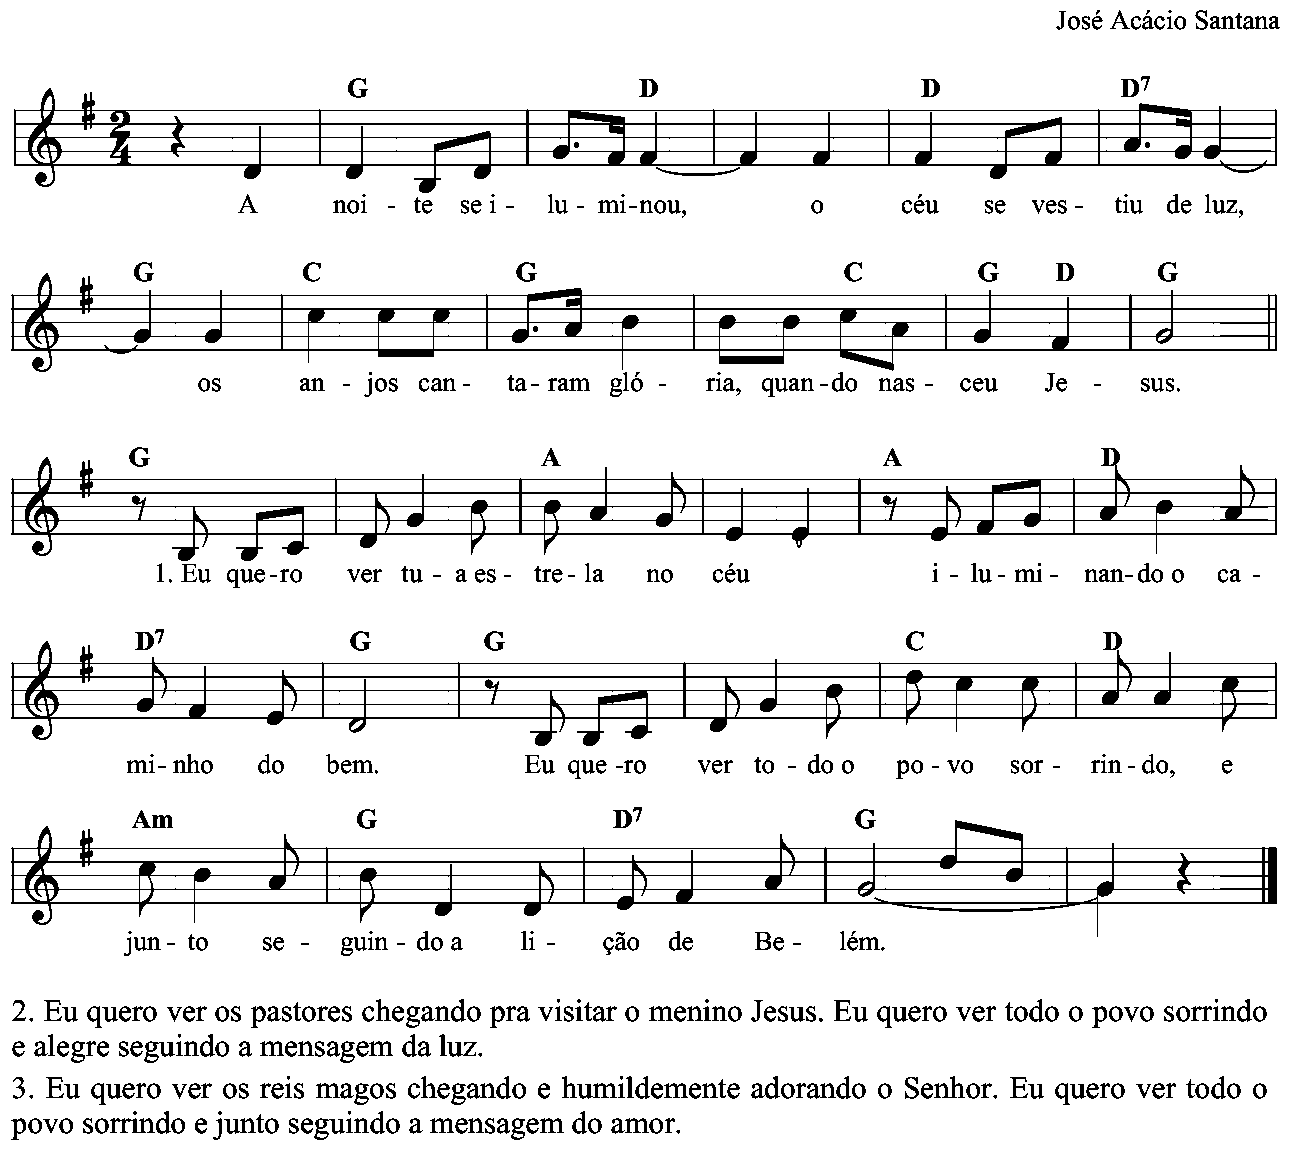 José Acácio Santana
G D D D7
2 4
A noi - te se i - lu - mi-nou, o céu se ves- tiu de luz,
G C G C G D G
os an - jos can - ta- ram gló - ria, quan-do nas - ceu Je - sus.
G A A D
1. Eu que-ro ver tu - a es - tre - la no céu i - lu - mi - nan-do o ca -
D7 G G C D
mi-nho do bem. Eu que-ro ver to - do o po - vo sor - rin-do, e
Am G D7 G
jun - to se - guin - do a li - ção de Be - lém.
2. Eu quero ver os pastores chegando pra visitar o menino Jesus. Eu quero ver todo o povo sorrindo
e alegre seguindo a mensagem da luz.
3. Eu quero ver os reis magos chegando e humildemente adorando o Senhor. Eu quero ver todo o
povo sorrindo e junto seguindo a mensagem do amor.